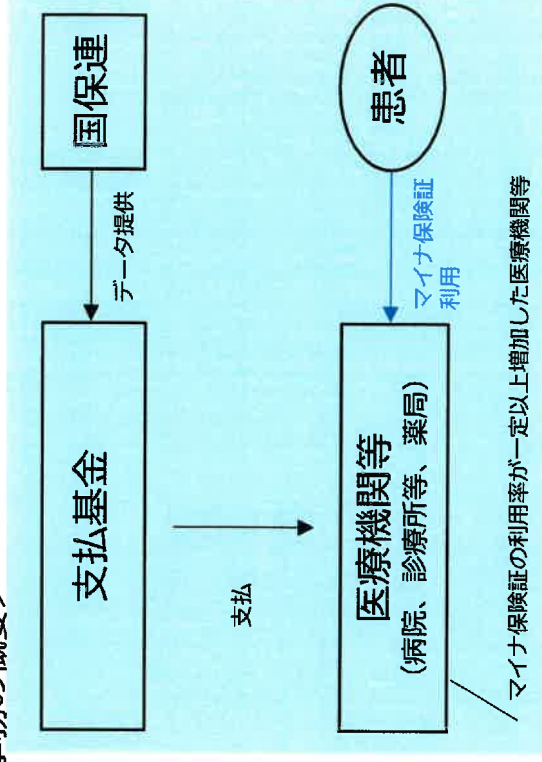 国保連
データ提供
支払基金
支払
患者
マイナ保険証
利用
医療機関等
(病院、診療所等、薬局)
マイナ保険証の利用率が一定以上増加した医療機関等